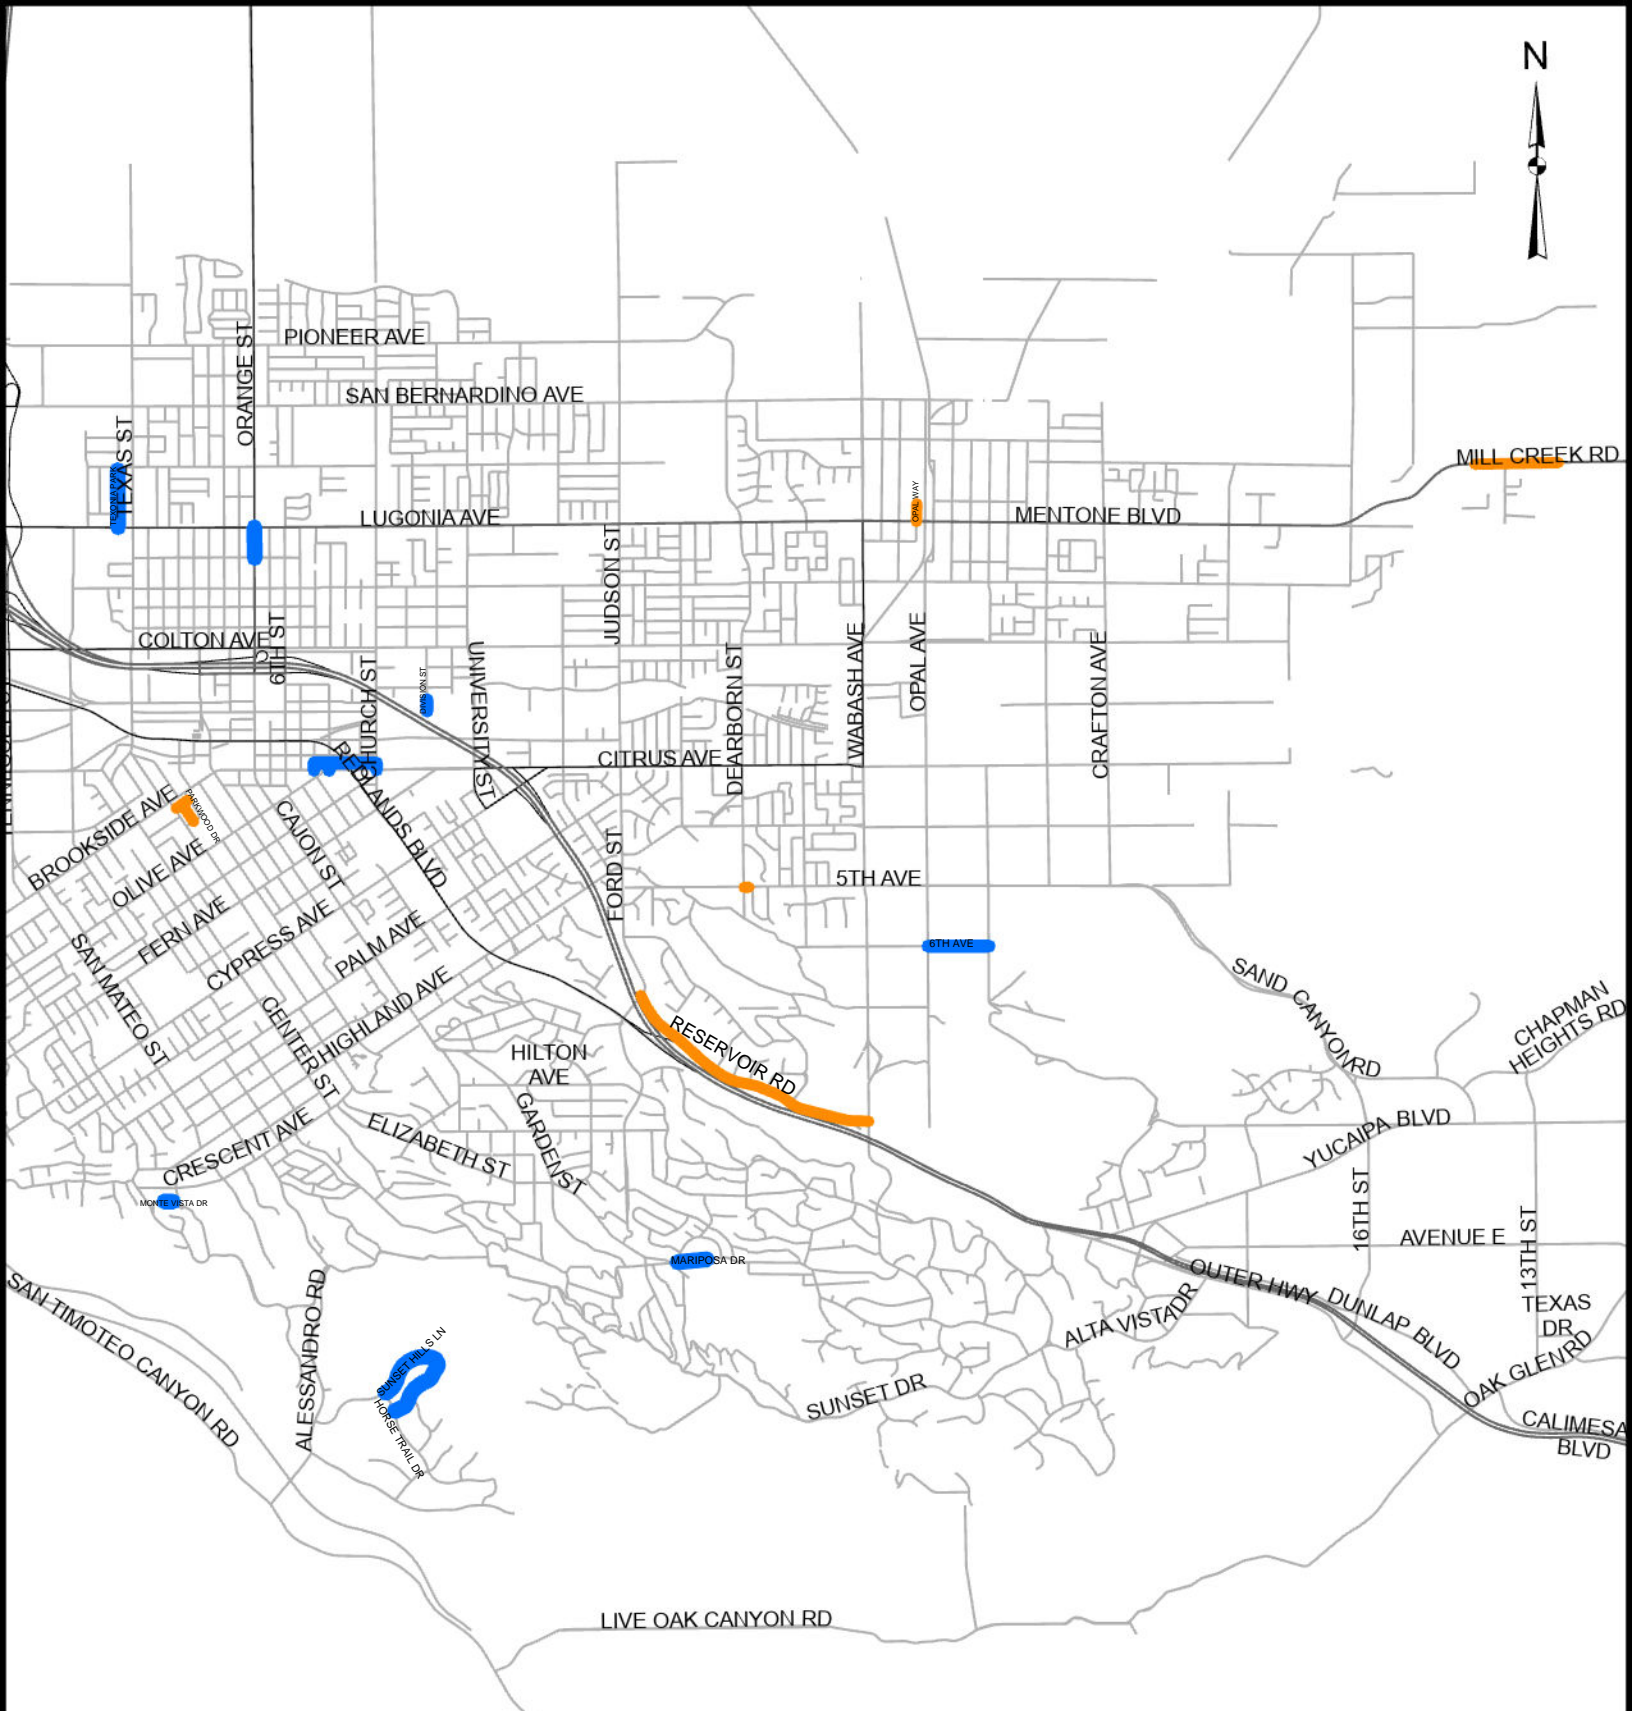 N
PIONEER AVE
ORANGE ST
SAN BERNARDINO AVE
TEXAS ST
MILL CREEK RD
TEXONIA PARK
OPAL WAY
LUGONIA AVE
MENTONE BLVD
JUDSON ST
COLTON AVE
6TH ST
CHURCH ST
DIVISION ST
UNIVERSITY ST
DEARBORN ST
WABASH AVE
OPAL AVE
CRAFTON AVE
CITRUS AVE
REDLANDS BLVD
BROOKSIDE AVE
PARKWOOD DR
CAJON ST
OLIVE AVE
FORD ST
5TH AVE
FERN AVE
CYPRESS AVE
PALM AVE
6TH AVE
SAN MATEO ST
HIGHLAND AVE
CENTER ST
SAND CANYON RD
CHAPMAN
HEIGHTS RD
RESERVOIR RD
HILTON
AVE
GARDEN ST
ELIZABETH ST
CRESCENT AVE
YUCAIPA BLVD
MONTE VISTA DR
16TH ST
13TH ST
AVENUE E
MARIPOSA DR
OUTER HWY
DUNLAP BLVD
ALTA VISTA DR
TEXAS
DR
SAN TIMOTEO CANYON RD
ALESSANDRO RD
SUNSET HILLS LN
HORSE TRAIL DR
SUNSET DR
OAK GLEN RD
CALIMESA
BLVD
LIVE OAK CANYON RD